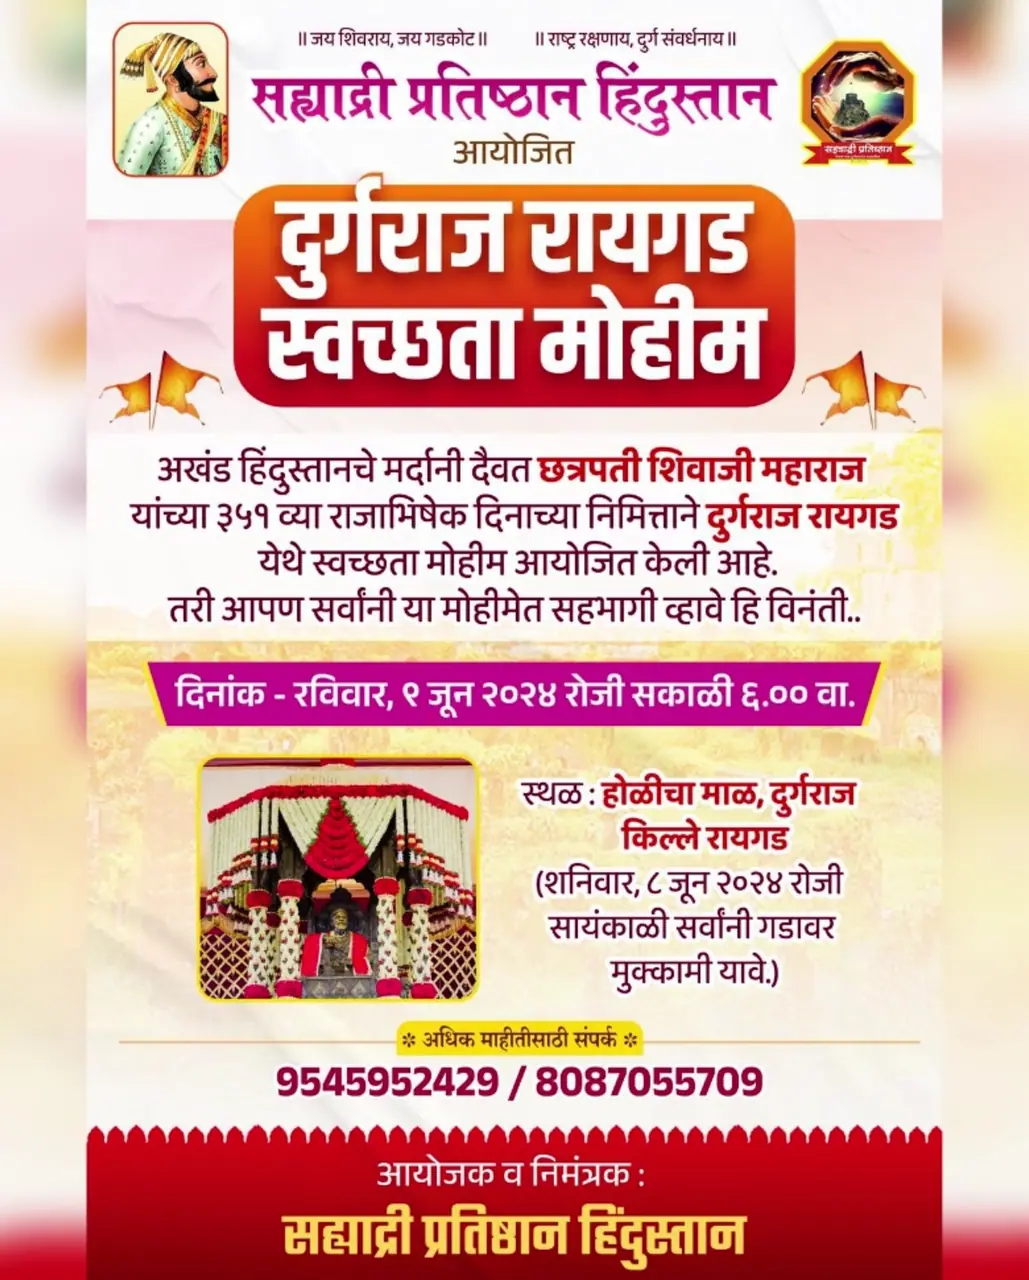 ॥ जय शिवराय, जय गडकोट ॥ ॥ राष्ट्र रक्षणाय, दुर्ग संवर्धनाय ॥
सह्याद्री प्रतिष्ठान हिंदुस्तान
आयोजित
सह्याद्री प्रतिष्ठान
दुर्गराज रायगड
स्वच्छता मोहीम
अखंड हिंदुस्तानचे मर्दानी दैवत छत्रपती शिवाजी महाराज
यांच्या ३५१ व्या राजाभिषेक दिनाच्या निमित्ताने दुर्गराज रायगड
येथे स्वच्छता मोहीम आयोजित केली आहे.
तरी आपण सर्वांनी या मोहीमेत सहभागी व्हावे हि विनंती..
दिनांक - रविवार, ९ जून २०२४ रोजी सकाळी ६.०० वा.
स्थळ : होळीचा माळ, दुर्गराज
किल्ले रायगड
(शनिवार, ८ जून २०२४ रोजी
सायंकाळी सर्वांनी गडावर
मुक्कामी यावे.)
❇ अधिक माहीतीसाठी संपर्क ❇
9545952429 / 8087055709
आयोजक व निमंत्रक :
सह्याद्री प्रतिष्ठान हिंदुस्तान